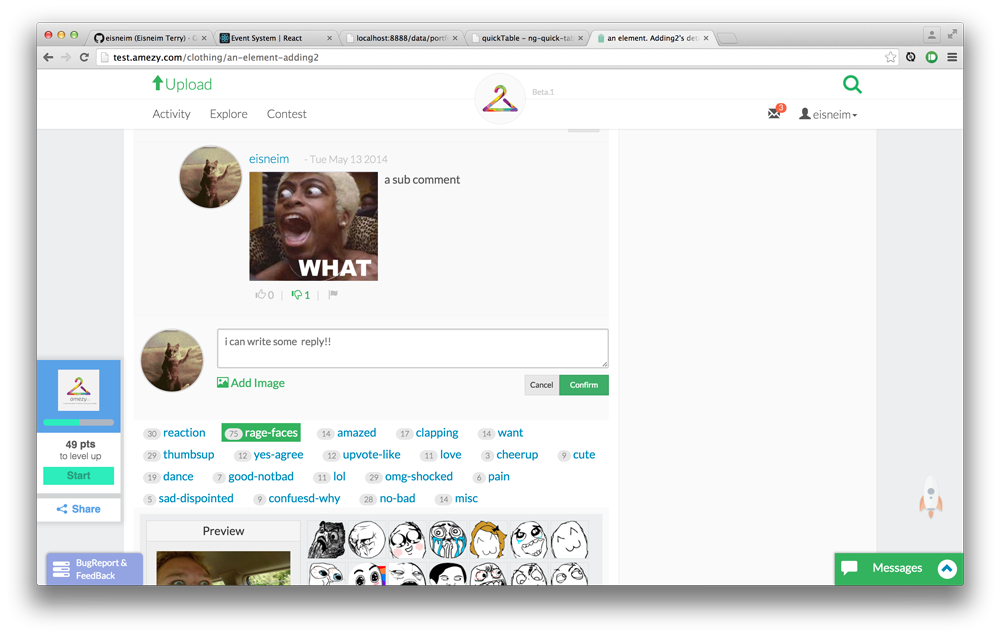 eisneim (Eisneim Terry) - G
Event System | React
localhost:8888/data/portf
quickTable – ng-quick-tab
an element. Adding2's det
test.amezy.com/clothing/an-element-adding2
Upload
Beta.1
Activity
Explore
Contest
3
eisneim
eisneim
- Tue May 13 2014
a sub comment
WHAT
0
1
i can write some reply!!
Add Image
Cancel
Confirm
amezy
49 pts
to level up
Start
Share
30 reaction
75 rage-faces
14 amazed
17 clapping
14 want
29 thumbsup
12 yes-agree
12 upvote-like
11 love
3 cheerup
9 cute
19 dance
7 good-notbad
11 lol
29 omg-shocked
6 pain
5 sad-dispointed
9 confuesd-why
28 no-bad
14 misc
Preview
BugReport &
FeedBack
Messages